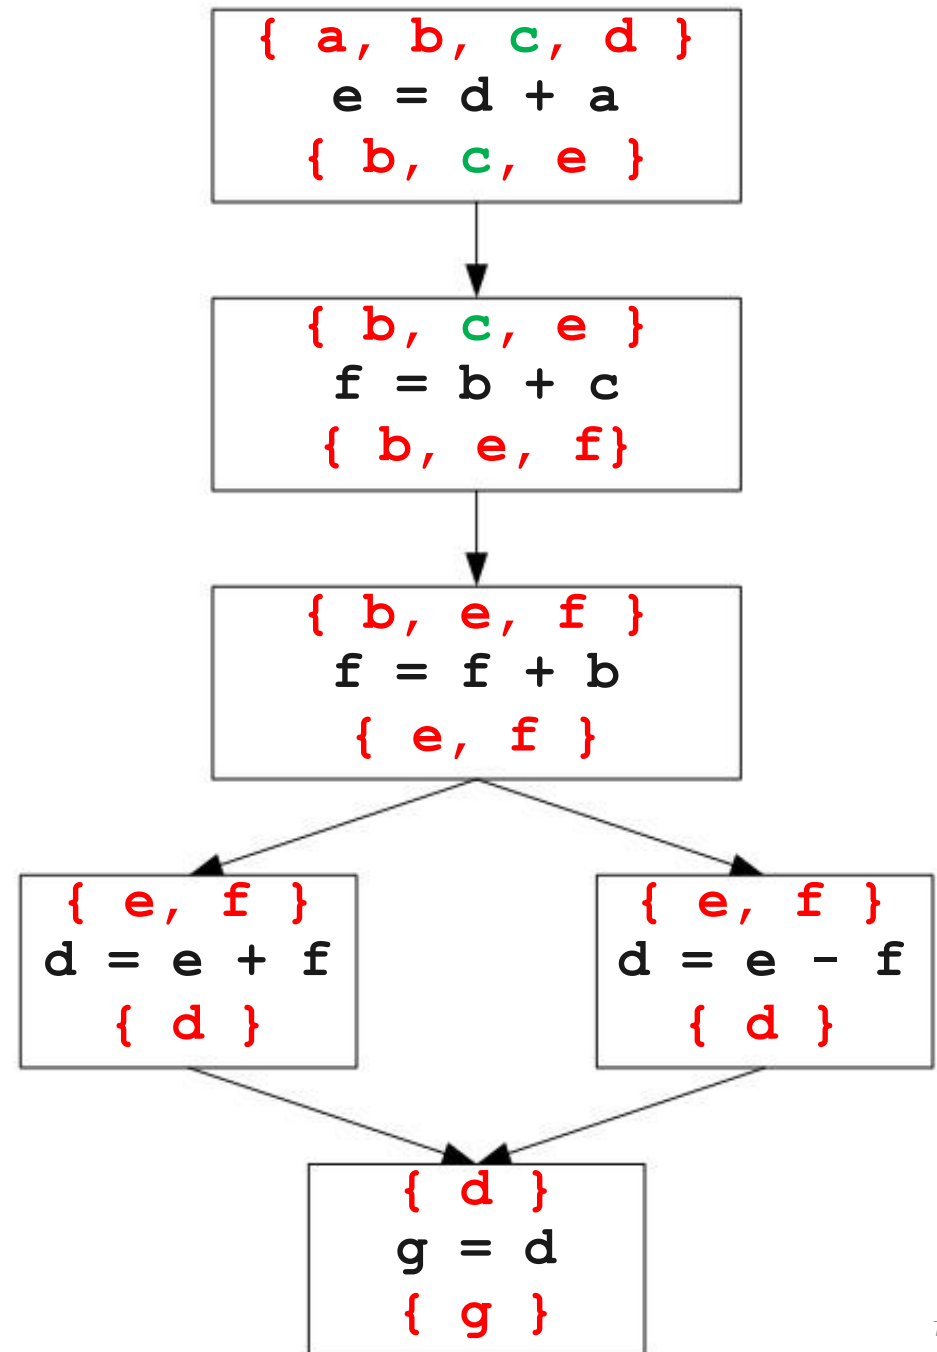 { a, b, c, d }
e = d + a
{ b, c, e }
{ b, c, e }
f = b + c
{ b, e, f}
{ b, e, f }
f = f + b
{ e, f }
{ e, f }
d = e + f
{ d }
{ e, f }
d = e - f
{ d }
{ d }
g = d
{ g }